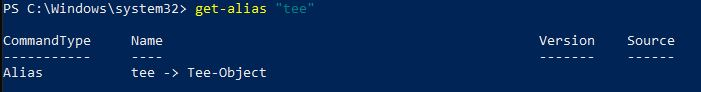 PS C:\Windows\system32> get-alias "tee"
CommandType     Name                                               Version    Source
-----------     ----                                               -------    ------
Alias           tee -> Tee-Object